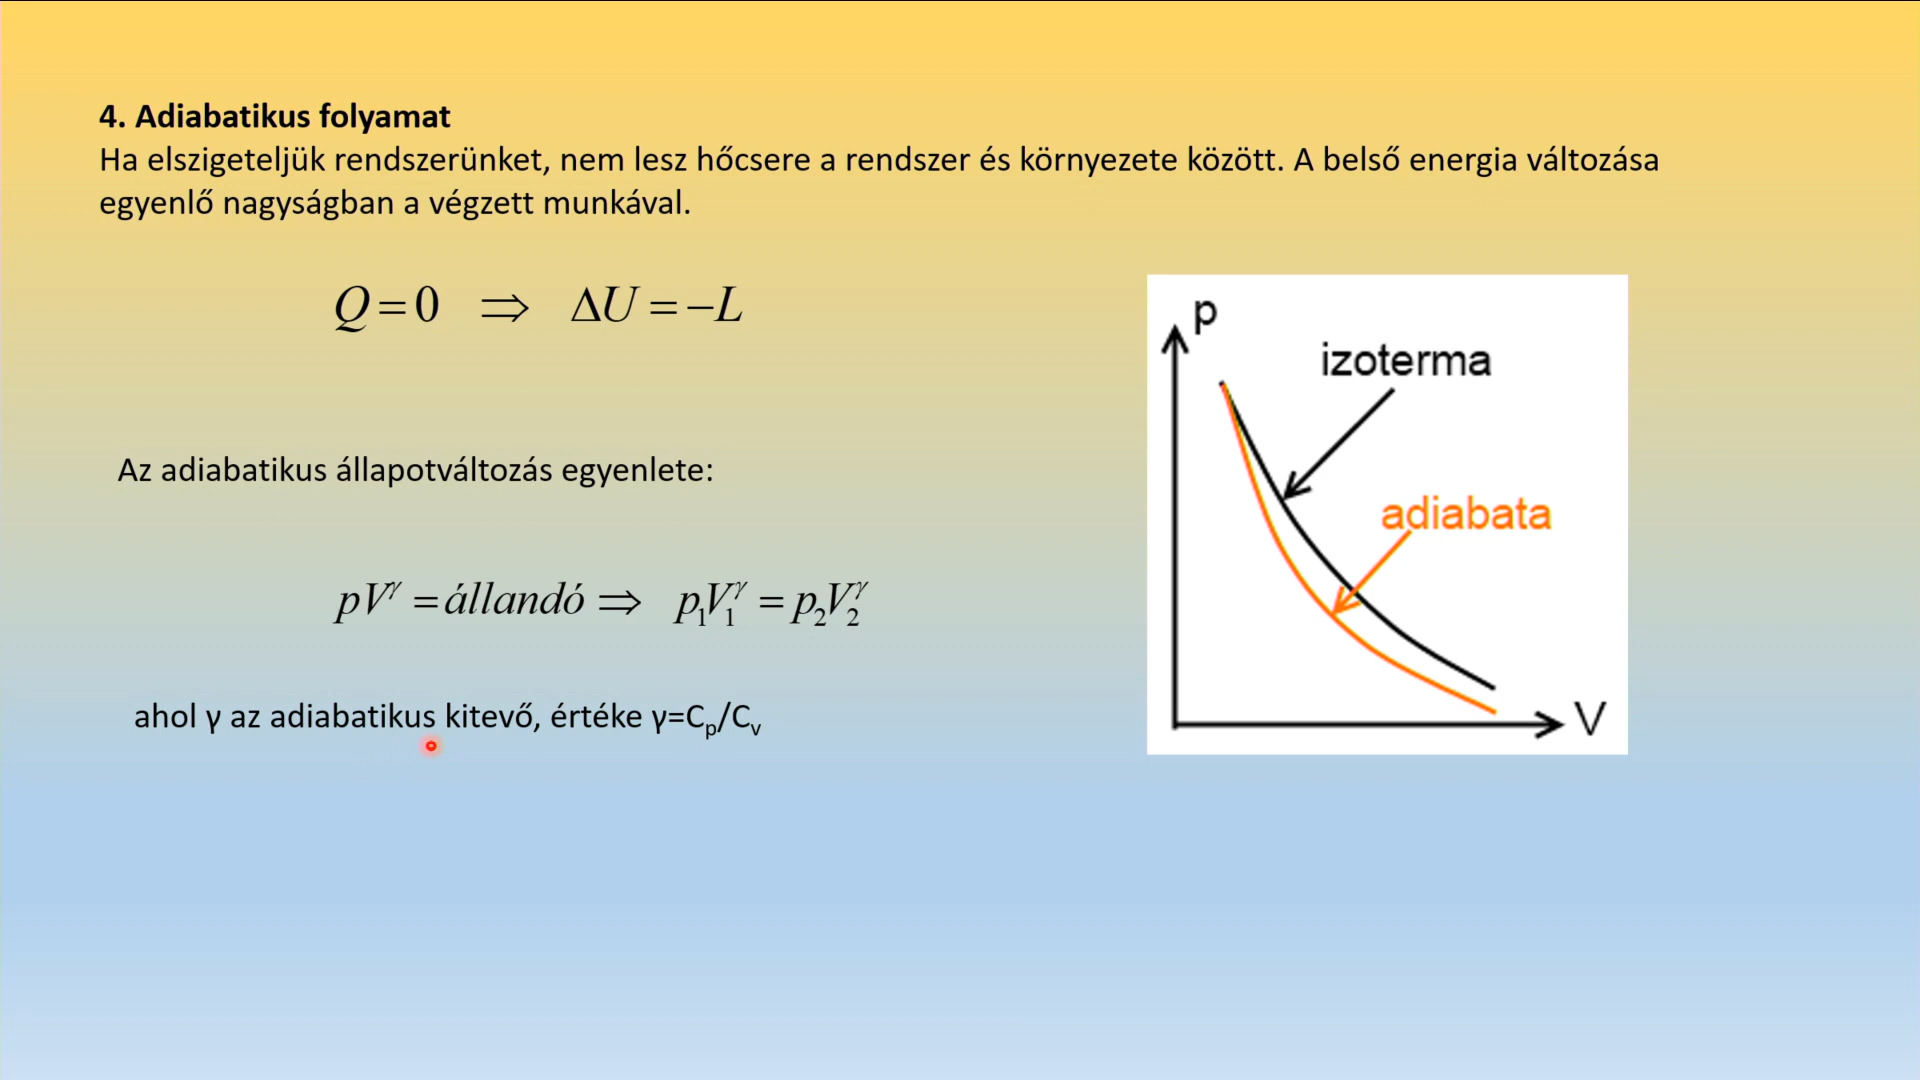 4. Adiabatikus folyamat
Ha elszigeteljük rendszerünket, nem lesz hőcsere a rendszer és környezete között. A belső energia változása
egyenlő nagyságban a végzett munkával.
Q=0 ⇒ ΔU=−L
Az adiabatikus állapotváltozás egyenlete:
pV^γ =állandó ⇒ p₁V₁^γ = p₂V₂^γ
ahol γ az adiabatikus kitevő, értéke γ=Cₚ/Cᵥ
p
izoterma
adiabata
V